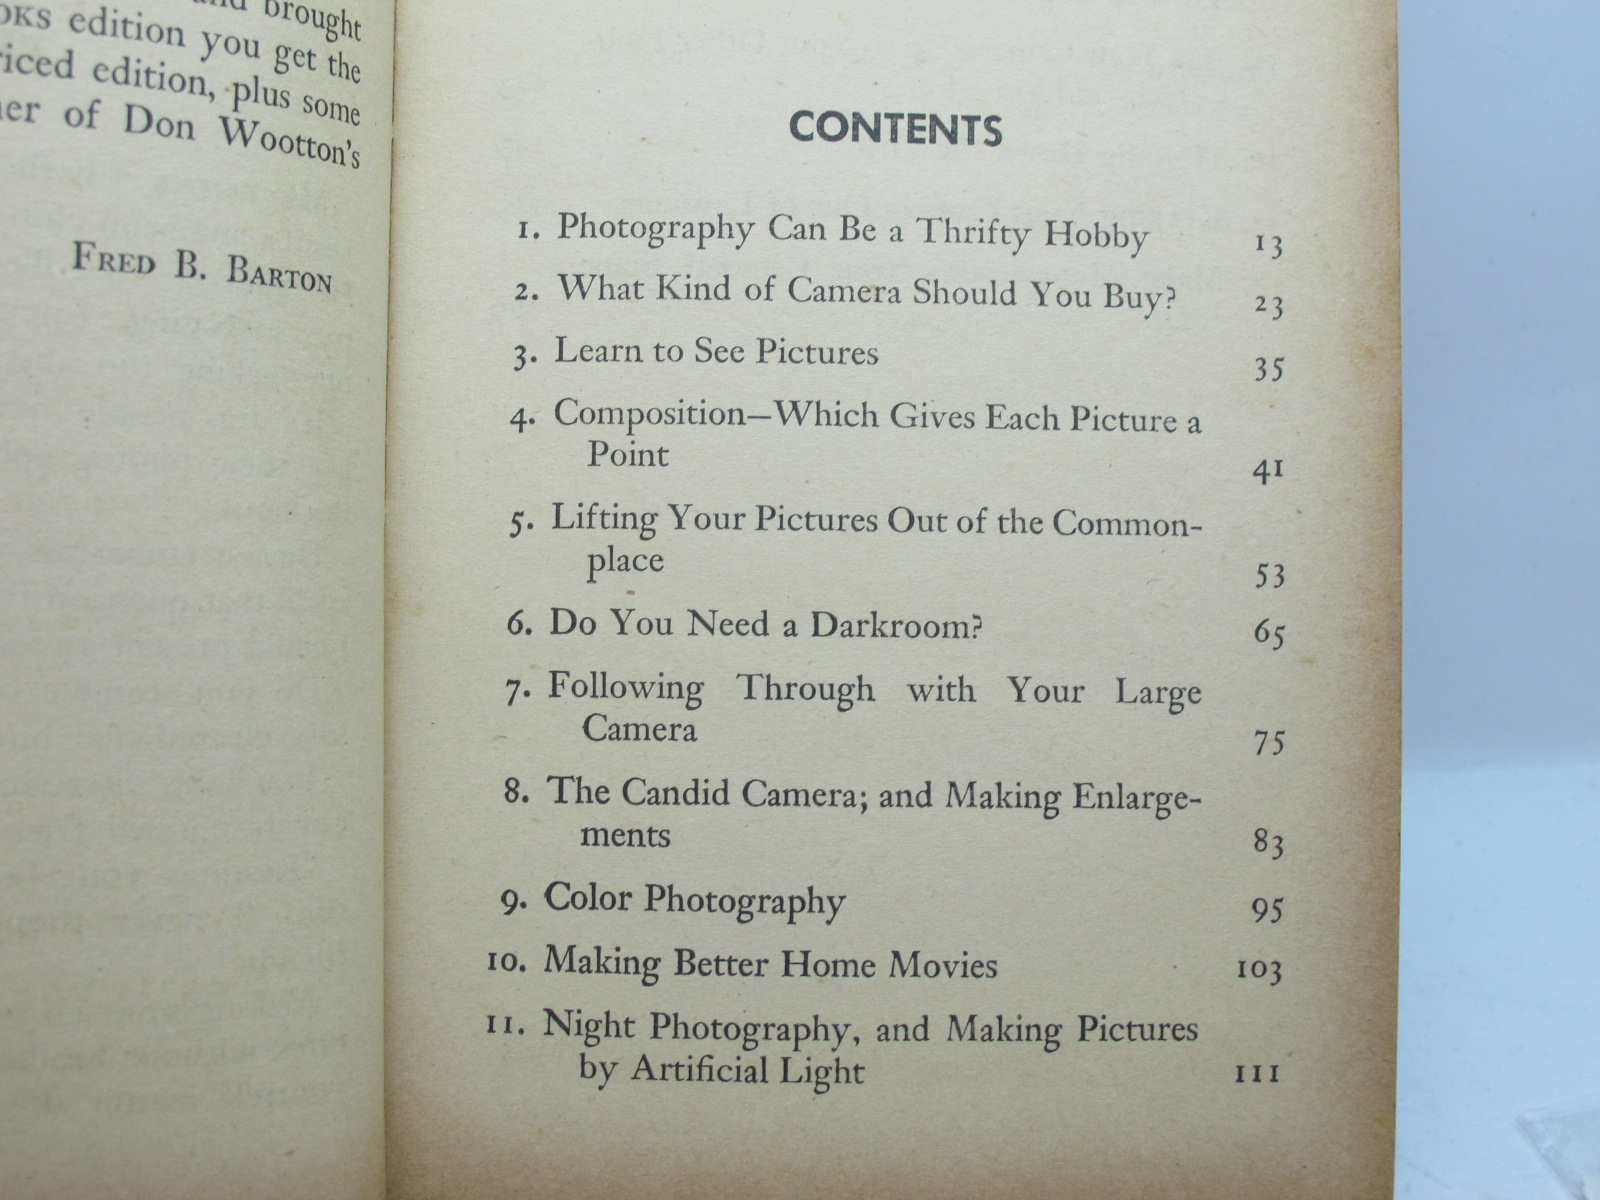 brought
edition you get the
edition, plus some
of Don Wootton's
FRED B. BARTON
CONTENTS
1. Photography Can Be a Thrifty Hobby 13
2. What Kind of Camera Should You Buy? 23
3. Learn to See Pictures 35
4. Composition—Which Gives Each Picture a
Point 41
5. Lifting Your Pictures Out of the Common-
place 53
6. Do You Need a Darkroom? 65
7. Following Through with Your Large
Camera 75
8. The Candid Camera; and Making Enlarge-
ments 83
9. Color Photography 95
10. Making Better Home Movies 103
11. Night Photography, and Making Pictures
by Artificial Light 111